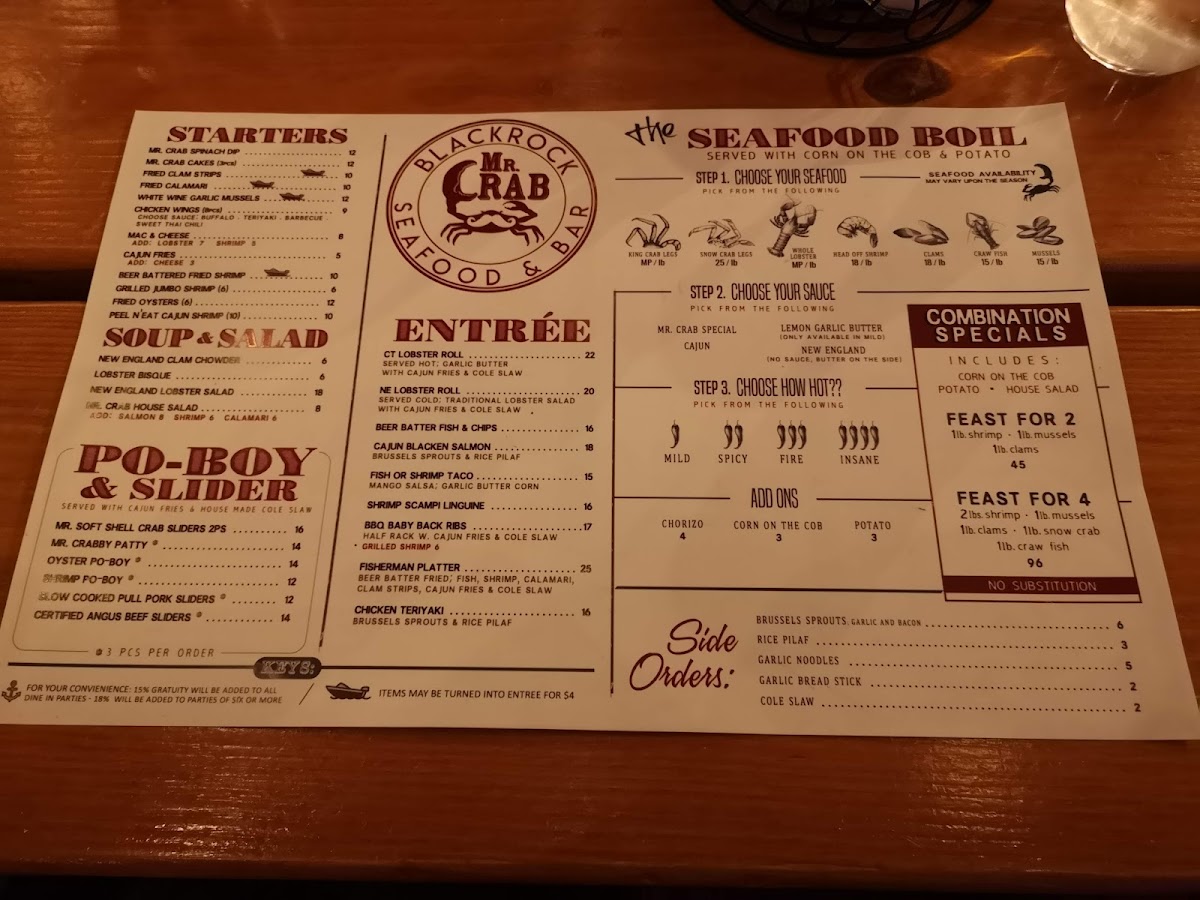 STARTERS
MR. CRAB SPINACH DIP 12
MR. CRAB CAKES (3PCS) 12
FRIED CLAM STRIPS 10
FRIED CALAMARI 10
WHITE WINE GARLIC MUSSELS 12
CHICKEN WINGS (8PCS) 9
CHOOSE SAUCE: BUFFALO . TERIYAKI . BARBECUE
SWEET THAI CHILI
MAC & CHEESE 8
ADD: LOBSTER 7 SHRIMP 5
CAJUN FRIES 5
ADD: CHEESE 3
BEER BATTERED FRIED SHRIMP 10
GRILLED JUMBO SHRIMP (6) 6
FRIED OYSTERS (6) 12
PEEL N'EAT CAJUN SHRIMP (10) 10
SOUP & SALAD
NEW ENGLAND CLAM CHOWDER 6
LOBSTER BISQUE 6
NEW ENGLAND LOBSTER SALAD 18
MR. CRAB HOUSE SALAD 8
ADD: SALMON 8 SHRIMP 6 CALAMARI 6
PO-BOY
& SLIDER
SERVED WITH CAJUN FRIES & HOUSE MADE COLE SLAW
MR. SOFT SHELL CRAB SLIDERS 2PS 16
MR. CRABBY PATTY 14
OYSTER PO-BOY 14
SHRIMP PO-BOY 12
SLOW COOKED PULL PORK SLIDERS 12
CERTIFIED ANGUS BEEF SLIDERS 14
3 PCS PER ORDER
KEYS:
FOR YOUR CONVENIENCE: 15% GRATUITY WILL BE ADDED TO ALL
DINE IN PARTIES - 18% WILL BE ADDED TO PARTIES OF SIX OR MORE
ITEMS MAY BE TURNED INTO ENTREE FOR $4
BLACKROCK
MR.
CRAB
SEAFOOD & BAR
ENTRÉE
CT LOBSTER ROLL 22
SERVED HOT; GARLIC BUTTER
WITH CAJUN FRIES & COLE SLAW
NE LOBSTER ROLL 20
SERVED COLD; TRADITIONAL LOBSTER SALAD
WITH CAJUN FRIES & COLE SLAW
BEER BATTER FISH & CHIPS 16
CAJUN BLACKEN SALMON 18
BRUSSELS SPROUTS & RICE PILAF
FISH OR SHRIMP TACO 15
MANGO SALSA; GARLIC BUTTER CORN
SHRIMP SCAMPI LINGUINE 16
BBQ BABY BACK RIBS 17
HALF RACK W. CAJUN FRIES & COLE SLAW
• GRILLED SHRIMP 6
FISHERMAN PLATTER 25
BEER BATTER FRIED; FISH, SHRIMP, CALAMARI,
CLAM STRIPS, CAJUN FRIES & COLE SLAW
CHICKEN TERIYAKI 16
BRUSSELS SPROUTS & RICE PILAF
The SEAFOOD BOIL
SERVED WITH CORN ON THE COB & POTATO
STEP 1. CHOOSE YOUR SEAFOOD
PICK FROM THE FOLLOWING
SEAFOOD AVAILABILITY
MAY VARY UPON THE SEASON
KING CRAB LEGS
MP / lb
SNOW CRAB LEGS
25 / lb
WHOLE
LOBSTER
MP / lb
HEAD OFF SHRIMP
18 / lb
CLAMS
18 / lb
CRAW FISH
15 / lb
MUSSELS
15 / lb
STEP 2. CHOOSE YOUR SAUCE
PICK FROM THE FOLLOWING
MR. CRAB SPECIAL
CAJUN
LEMON GARLIC BUTTER
(ONLY AVAILABLE IN MILD)
NEW ENGLAND
(NO SAUCE, BUTTER ON THE SIDE)
STEP 3. CHOOSE HOW HOT??
PICK FROM THE FOLLOWING
MILD
SPICY
FIRE
INSANE
ADD ONS
CHORIZO
4
CORN ON THE COB
3
POTATO
3
COMBINATION
SPECIALS
INCLUDES:
CORN ON THE COB
POTATO • HOUSE SALAD
FEAST FOR 2
1lb. shrimp · 1lb. mussels
1lb. clams
45
FEAST FOR 4
2lbs. shrimp · 1lb. mussels
1lb. clams · 1lb. snow crab
1lb. craw fish
96
NO SUBSTITUTION
Side
Orders:
BRUSSELS SPROUTS, GARLIC AND BACON 6
RICE PILAF 3
GARLIC NOODLES 5
GARLIC BREAD STICK 2
COLE SLAW 2